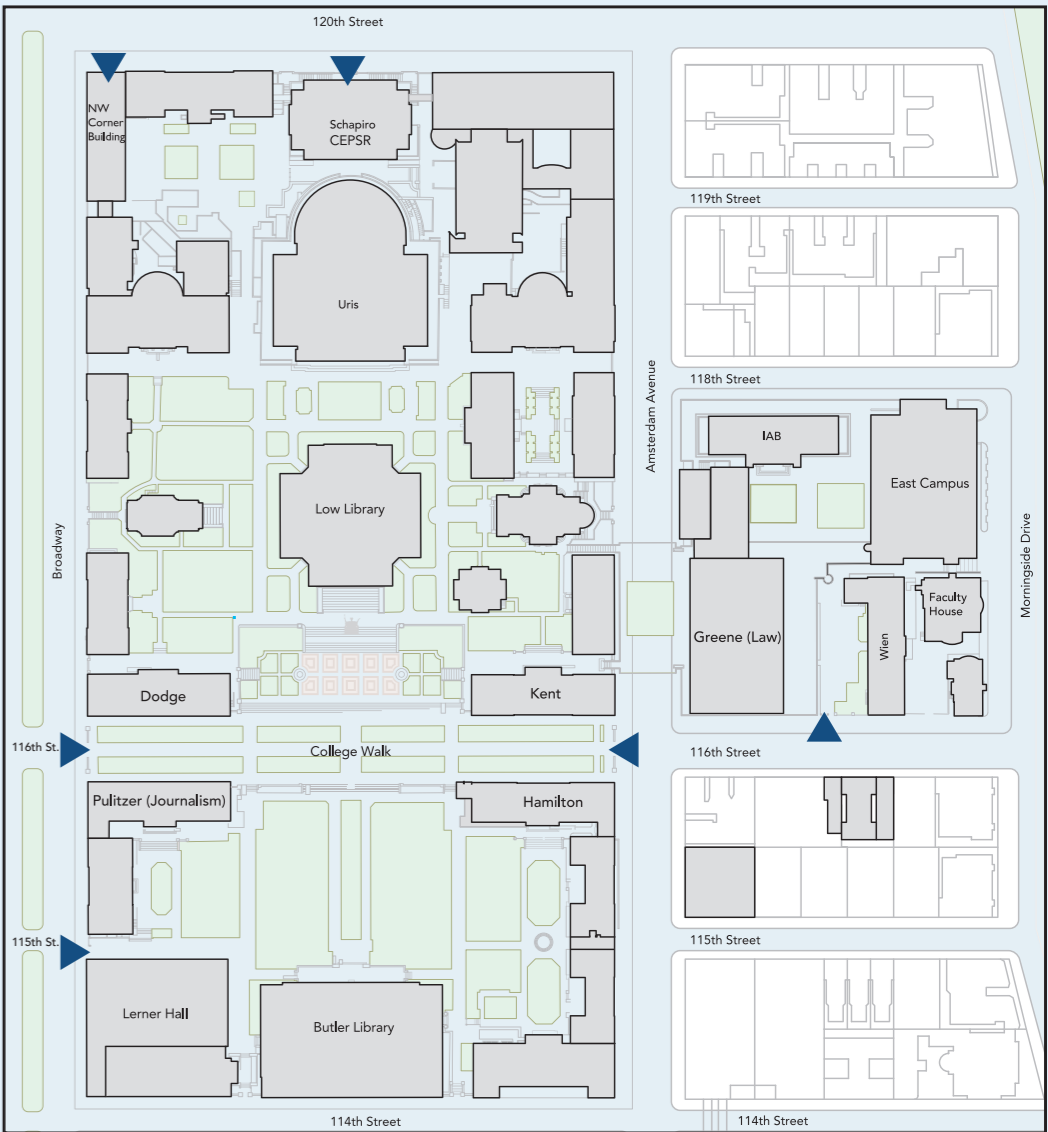 120th Street
NW
Corner
Building
Schapiro
CEPSR
119th Street
Uris
118th Street
Amsterdam Avenue
IAB
East Campus
Low Library
Broadway
Morningside Drive
Faculty
House
Greene (Law)
Wien
Dodge
Kent
116th St.
College Walk
116th Street
Pulitzer (Journalism)
Hamilton
115th St.
115th Street
Lerner Hall
Butler Library
114th Street
114th Street